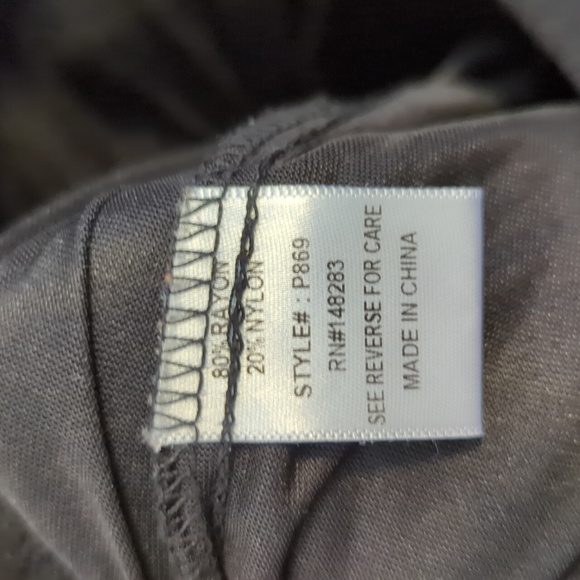 80% RAYON
20% NYLON
STYLE# : P869
RN#148283
SEE REVERSE FOR CARE
MADE IN CHINA